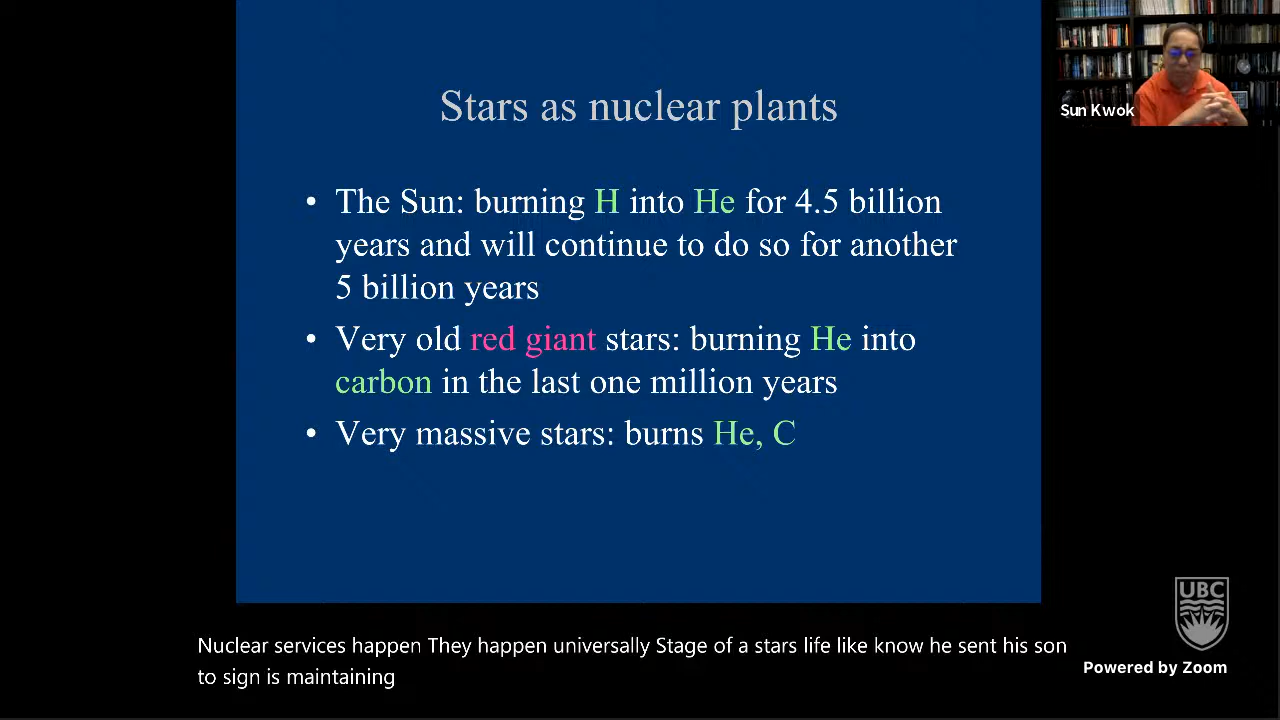 Stars as nuclear plants
• The Sun: burning H into He for 4.5 billion
years and will continue to do so for another
5 billion years
• Very old red giant stars: burning He into
carbon in the last one million years
• Very massive stars: burns He, C
Sun Kwok
Nuclear services happen They happen universally Stage of a stars life like know he sent his son
to sign is maintaining
UBC
Powered by Zoom